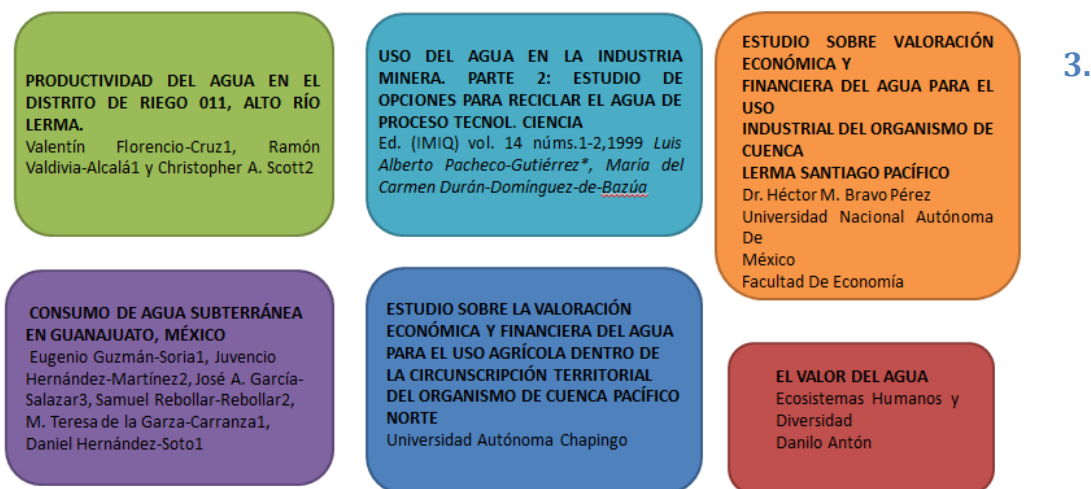 PRODUCTIVIDAD DEL AGUA EN EL
DISTRITO DE RIEGO 011, ALTO RÍO
LERMA.
Valentín Florencio-Cruz1, Ramón
Valdivia-Alcalá1 y Christopher A. Scott2
USO DEL AGUA EN LA INDUSTRIA
MINERA. PARTE 2: ESTUDIO DE
OPCIONES PARA RECICLAR EL AGUA DE
PROCESO TECNOL. CIENCIA
Ed. (IMIQ) vol. 14 núms.1-2,1999 Luis
Alberto Pacheco-Gutiérrez*, María del
Carmen Durán-Domínguez-de-Bazúa
ESTUDIO SOBRE VALORACIÓN
ECONÓMICA Y
FINANCIERA DEL AGUA PARA EL
USO
INDUSTRIAL DEL ORGANISMO DE
CUENCA
LERMA SANTIAGO PACÍFICO
Dr. Héctor M. Bravo Pérez
Universidad Nacional Autónoma
De
México
Facultad De Economía
3.
CONSUMO DE AGUA SUBTERRÁNEA
EN GUANAJUATO, MÉXICO
Eugenio Guzmán-Soria1, Juvencio
Hernández-Martínez2, José A. García-
Salazar3, Samuel Rebollar-Rebollar2,
M. Teresa de la Garza-Carranza1,
Daniel Hernández-Soto1
ESTUDIO SOBRE LA VALORACIÓN
ECONÓMICA Y FINANCIERA DEL AGUA
PARA EL USO AGRÍCOLA DENTRO DE
LA CIRCUNSCRIPCIÓN TERRITORIAL
DEL ORGANISMO DE CUENCA PACÍFICO
NORTE
Universidad Autónoma Chapingo
EL VALOR DEL AGUA
Ecosistemas Humanos y
Diversidad
Danilo Antón